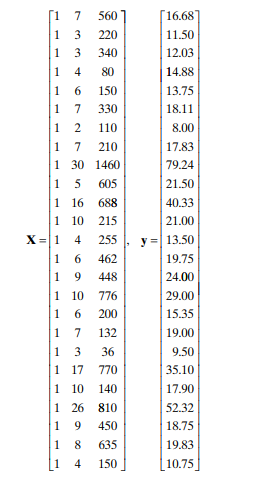 1 7 560 16.68
1 3 220 11.50
1 3 340 12.03
1 4 80 14.88
1 6 150 13.75
1 7 330 18.11
1 2 110 8.00
1 7 210 17.83
1 30 1460 79.24
1 5 605 21.50
1 16 688 40.33
1 10 215 21.00
X = 1 4 255 , y = 13.50
1 6 462 19.75
1 9 448 24.00
1 10 776 29.00
1 6 200 15.35
1 7 132 19.00
1 3 36 9.50
1 17 770 35.10
1 10 140 17.90
1 26 810 52.32
1 9 450 18.75
1 8 635 19.83
1 4 150 10.75